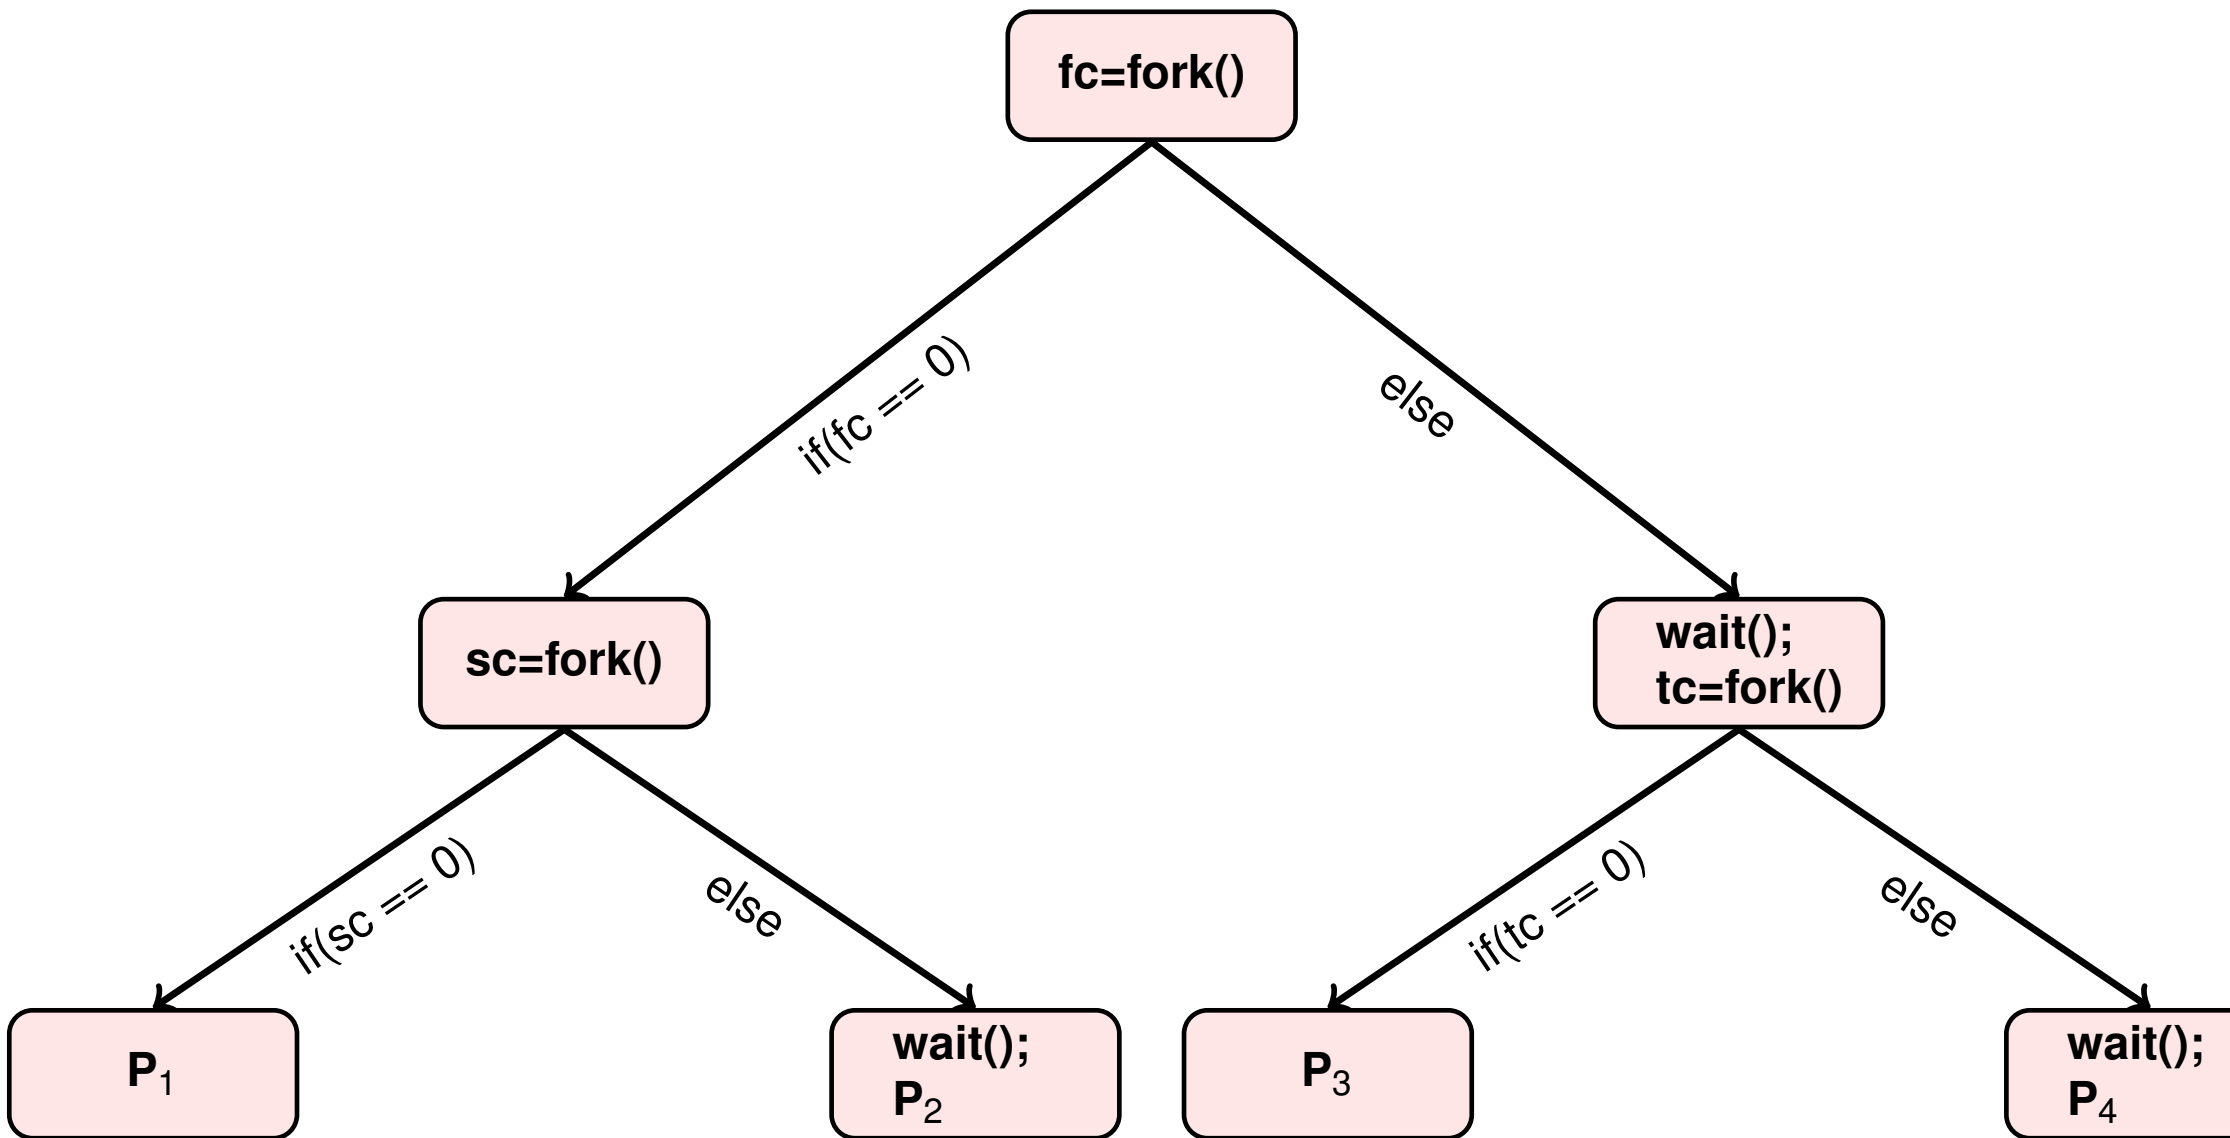 fc=fork()
if(fc == 0)
else
sc=fork()
wait();
tc=fork()
if(sc == 0)
else
if(tc == 0)
else
P1
wait();
P2
P3
wait();
P4